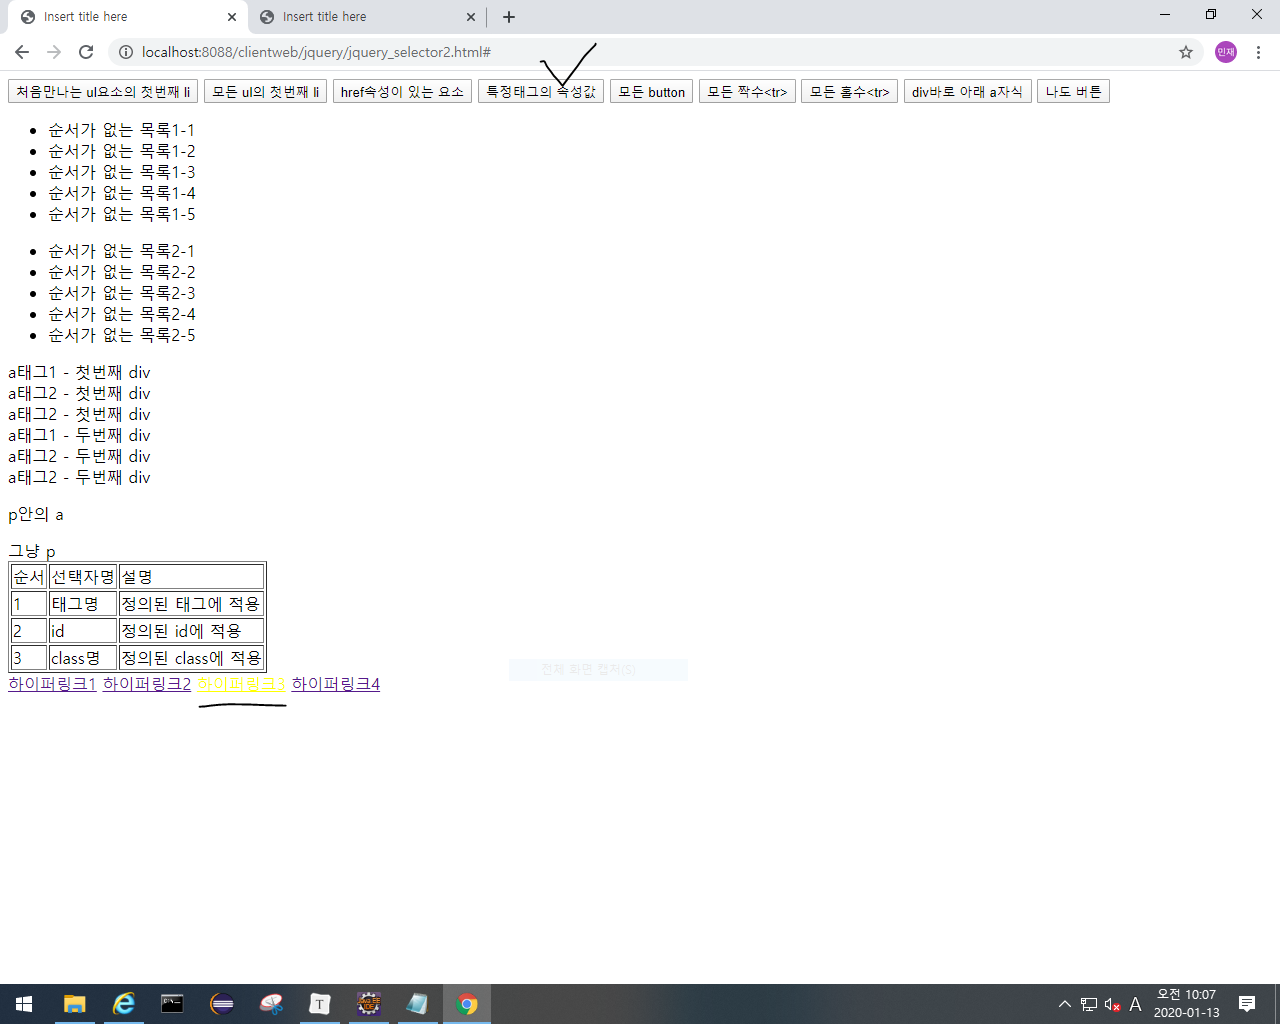 Insert title here
Insert title here
localhost:8088/clientweb/jquery/jquery_selector2.html#
민재
처음만나는 ul요소의 첫번째 li
모든 ul의 첫번째 li
href속성이 있는 요소
특정태그의 속성값
모든 button
모든 짝수<tr>
모든 홀수<tr>
div바로 아래 a자식
나도 버튼
순서가 없는 목록1-1
순서가 없는 목록1-2
순서가 없는 목록1-3
순서가 없는 목록1-4
순서가 없는 목록1-5
순서가 없는 목록2-1
순서가 없는 목록2-2
순서가 없는 목록2-3
순서가 없는 목록2-4
순서가 없는 목록2-5
a태그1 - 첫번째 div
a태그2 - 첫번째 div
a태그2 - 첫번째 div
a태그1 - 두번째 div
a태그2 - 두번째 div
a태그2 - 두번째 div
p안의 a
그냥 p
순서 선택자명 설명
1 태그명 정의된 태그에 적용
2 id 정의된 id에 적용
3 class명 정의된 class에 적용
전체 화면 캡처(S)
하이퍼링크1 하이퍼링크2 하이퍼링크3 하이퍼링크4
T
A
오전 10:07
2020-01-13